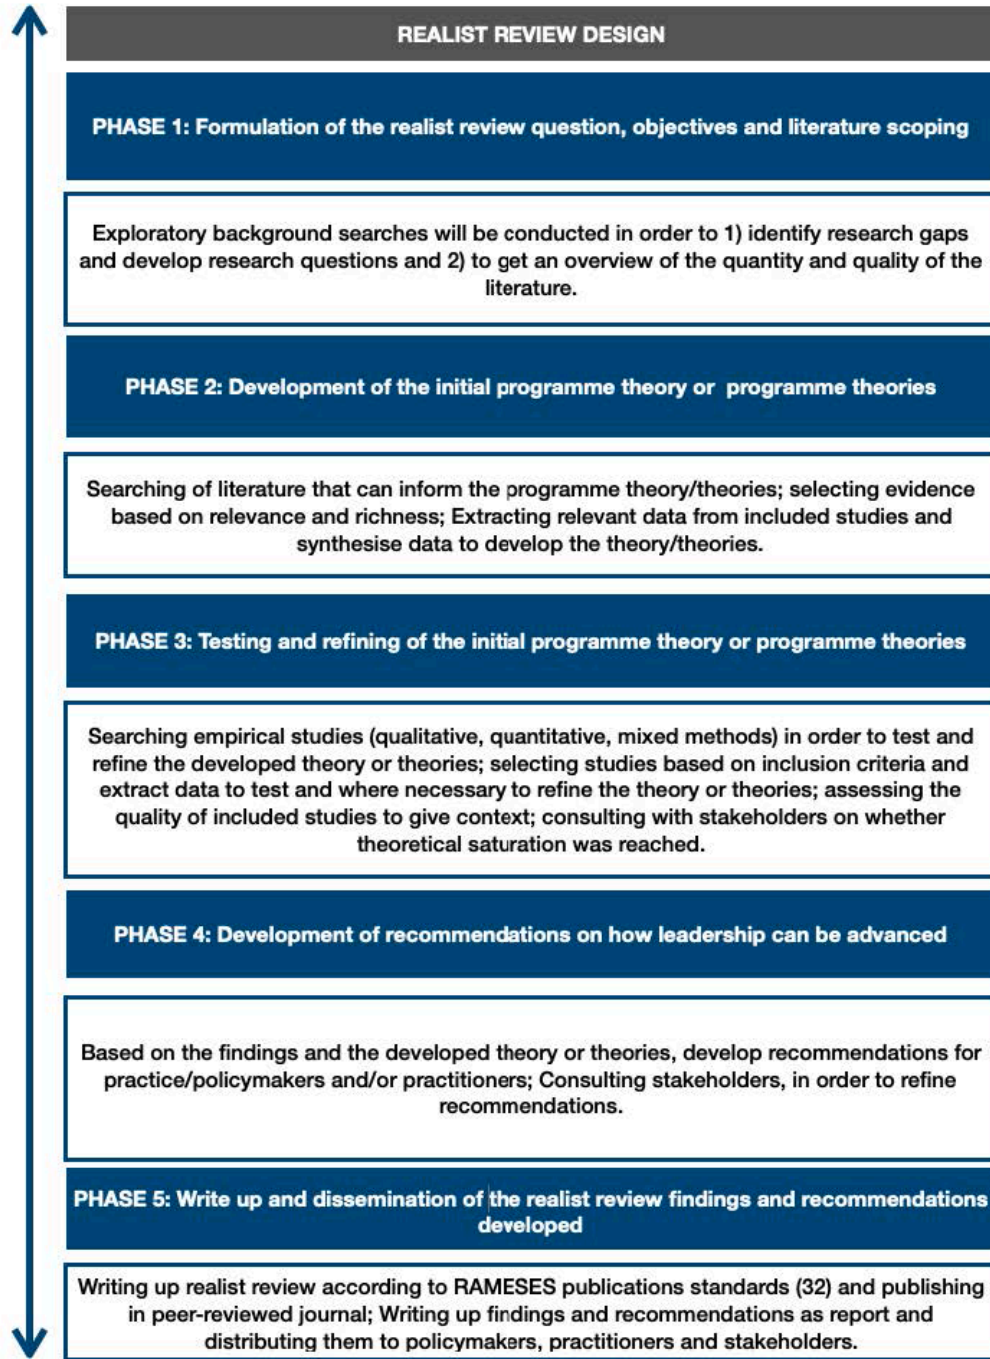 REALIST REVIEW DESIGN
PHASE 1: Formulation of the realist review question, objectives and literature scoping
Exploratory background searches will be conducted in order to 1) identify research gaps
and develop research questions and 2) to get an overview of the quantity and quality of the
literature.
PHASE 2: Development of the initial programme theory or programme theories
Searching of literature that can inform the programme theory/theories; selecting evidence
based on relevance and richness; Extracting relevant data from included studies and
synthesise data to develop the theory/theories.
PHASE 3: Testing and refining of the initial programme theory or programme theories
Searching empirical studies (qualitative, quantitative, mixed methods) in order to test and
refine the developed theory or theories; selecting studies based on inclusion criteria and
extract data to test and where necessary to refine the theory or theories; assessing the
quality of included studies to give context; consulting with stakeholders on whether
theoretical saturation was reached.
PHASE 4: Development of recommendations on how leadership can be advanced
Based on the findings and the developed theory or theories, develop recommendations for
practice/policymakers and/or practitioners; Consulting stakeholders, in order to refine
recommendations.
PHASE 5: Write up and dissemination of the realist review findings and recommendations
developed
Writing up realist review according to RAMESES publications standards (32) and publishing
in peer-reviewed journal; Writing up findings and recommendations as report and
distributing them to policymakers, practitioners and stakeholders.